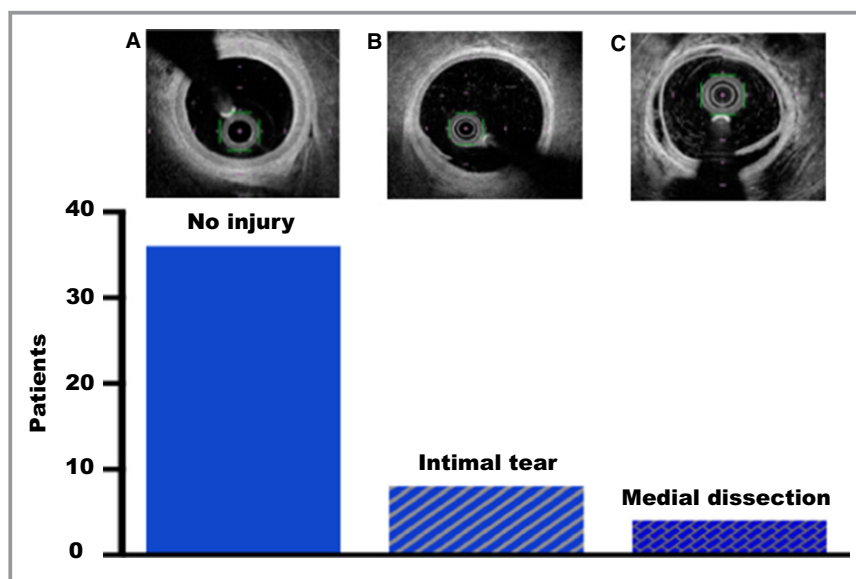 A
B
C
40
No injury
30
Patients
20
10
Intimal tear
Medial dissection
0